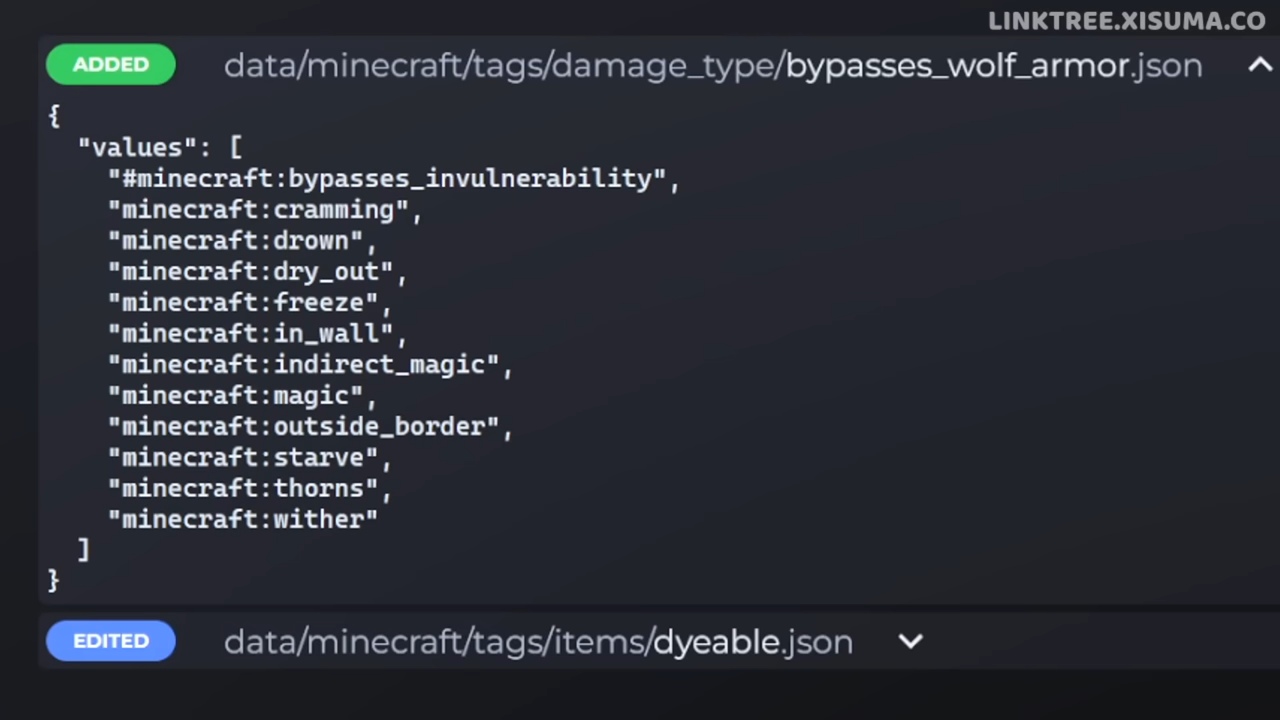 LINKTREE.XISUMA.CO
ADDED data/minecraft/tags/damage_type/bypasses_wolf_armor.json
{
"values": [
"#minecraft:bypasses_invulnerability",
"minecraft:cramming",
"minecraft:drown",
"minecraft:dry_out",
"minecraft:freeze",
"minecraft:in_wall",
"minecraft:indirect_magic",
"minecraft:magic",
"minecraft:outside_border",
"minecraft:starve",
"minecraft:thorns",
"minecraft:wither"
]
}
EDITED data/minecraft/tags/items/dyeable.json